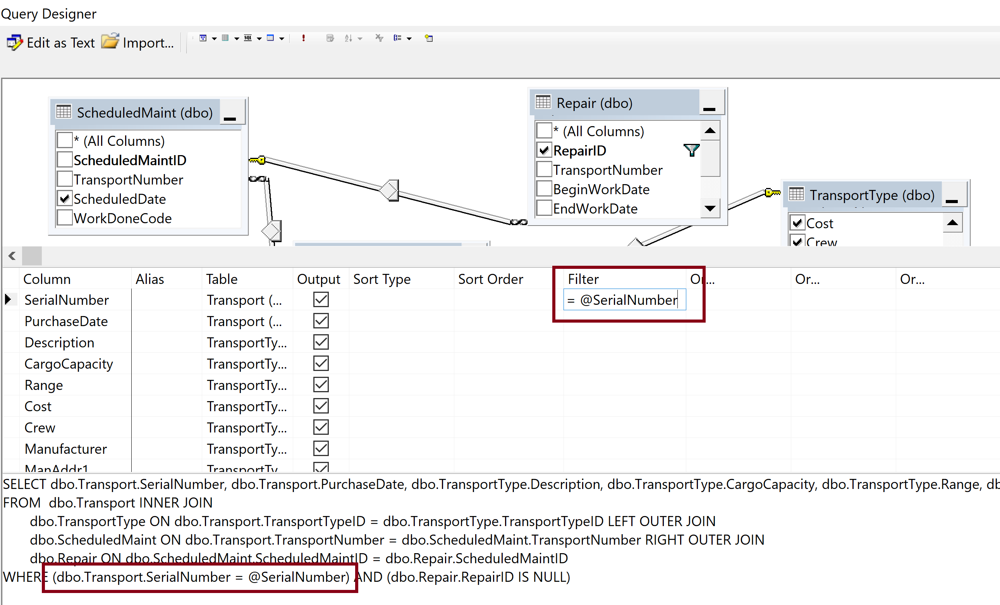 Query Designer
Edit as Text Import...
ScheduledMaint (dbo)
* (All Columns)
ScheduledMaintID
TransportNumber
ScheduledDate
WorkDoneCode
Repair (dbo)
* (All Columns)
RepairID
TransportNumber
BeginWorkDate
EndWorkDate
TransportType (dbo)
Cost
Crew
Column Alias Table Output Sort Type Sort Order Filter Or... Or... Or...
SerialNumber Transport (... = @SerialNumber
PurchaseDate Transport (...
Description TransportTy...
CargoCapacity TransportTy...
Range TransportTy...
Cost TransportTy...
Crew TransportTy...
Manufacturer TransportTy...
ManAddr1 TransportTy
SELECT dbo.Transport.SerialNumber, dbo.Transport.PurchaseDate, dbo.TransportType.Description, dbo.TransportType.CargoCapacity, dbo.TransportType.Range, db
FROM dbo.Transport INNER JOIN
dbo.TransportType ON dbo.Transport.TransportTypeID = dbo.TransportType.TransportTypeID LEFT OUTER JOIN
dbo.ScheduledMaint ON dbo.Transport.TransportNumber = dbo.ScheduledMaint.TransportNumber RIGHT OUTER JOIN
dbo.Repair ON dbo.ScheduledMaint.ScheduledMaintID = dbo.Repair.ScheduledMaintID
WHERE (dbo.Transport.SerialNumber = @SerialNumber) AND (dbo.Repair.RepairID IS NULL)